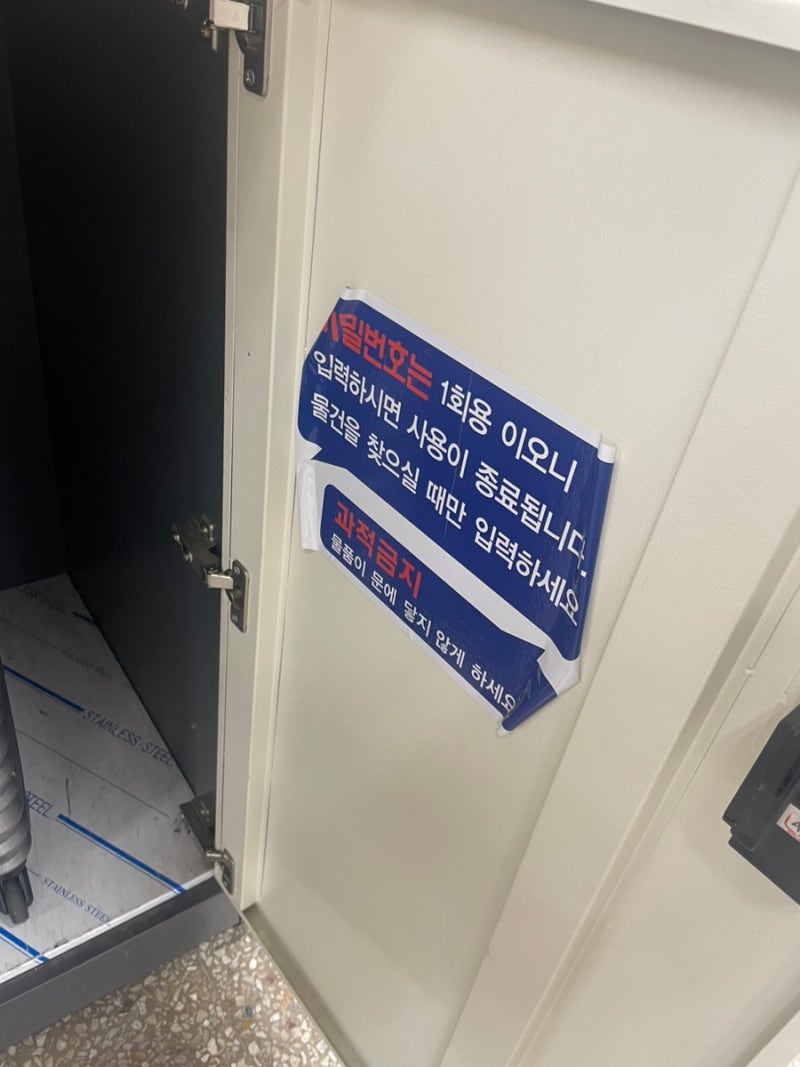 비밀번호는 1회용 이오니
입력하시면 사용이 종료됩니다.
물건을 찾으실 때만 입력하세요
과적금지
물품이 문에 닿지 않게 하세요
STAINLESS STEEL
STEEL
STAINLESS STEEL